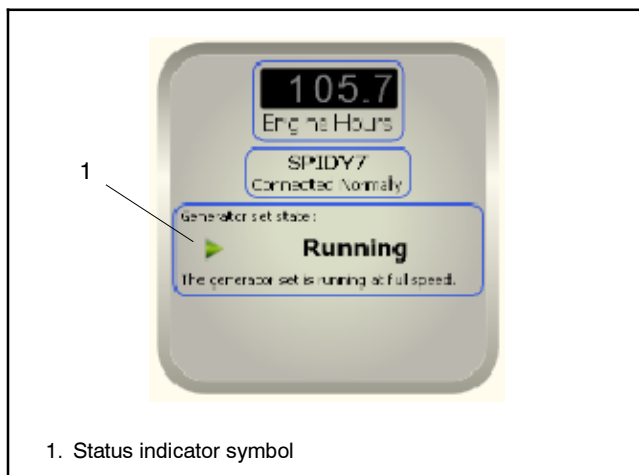 105.7
Engine Hours
SPIDY7
Connected Normally
1
Generator set state:
Running
The generator set is running at full speed.
1. Status indicator symbol